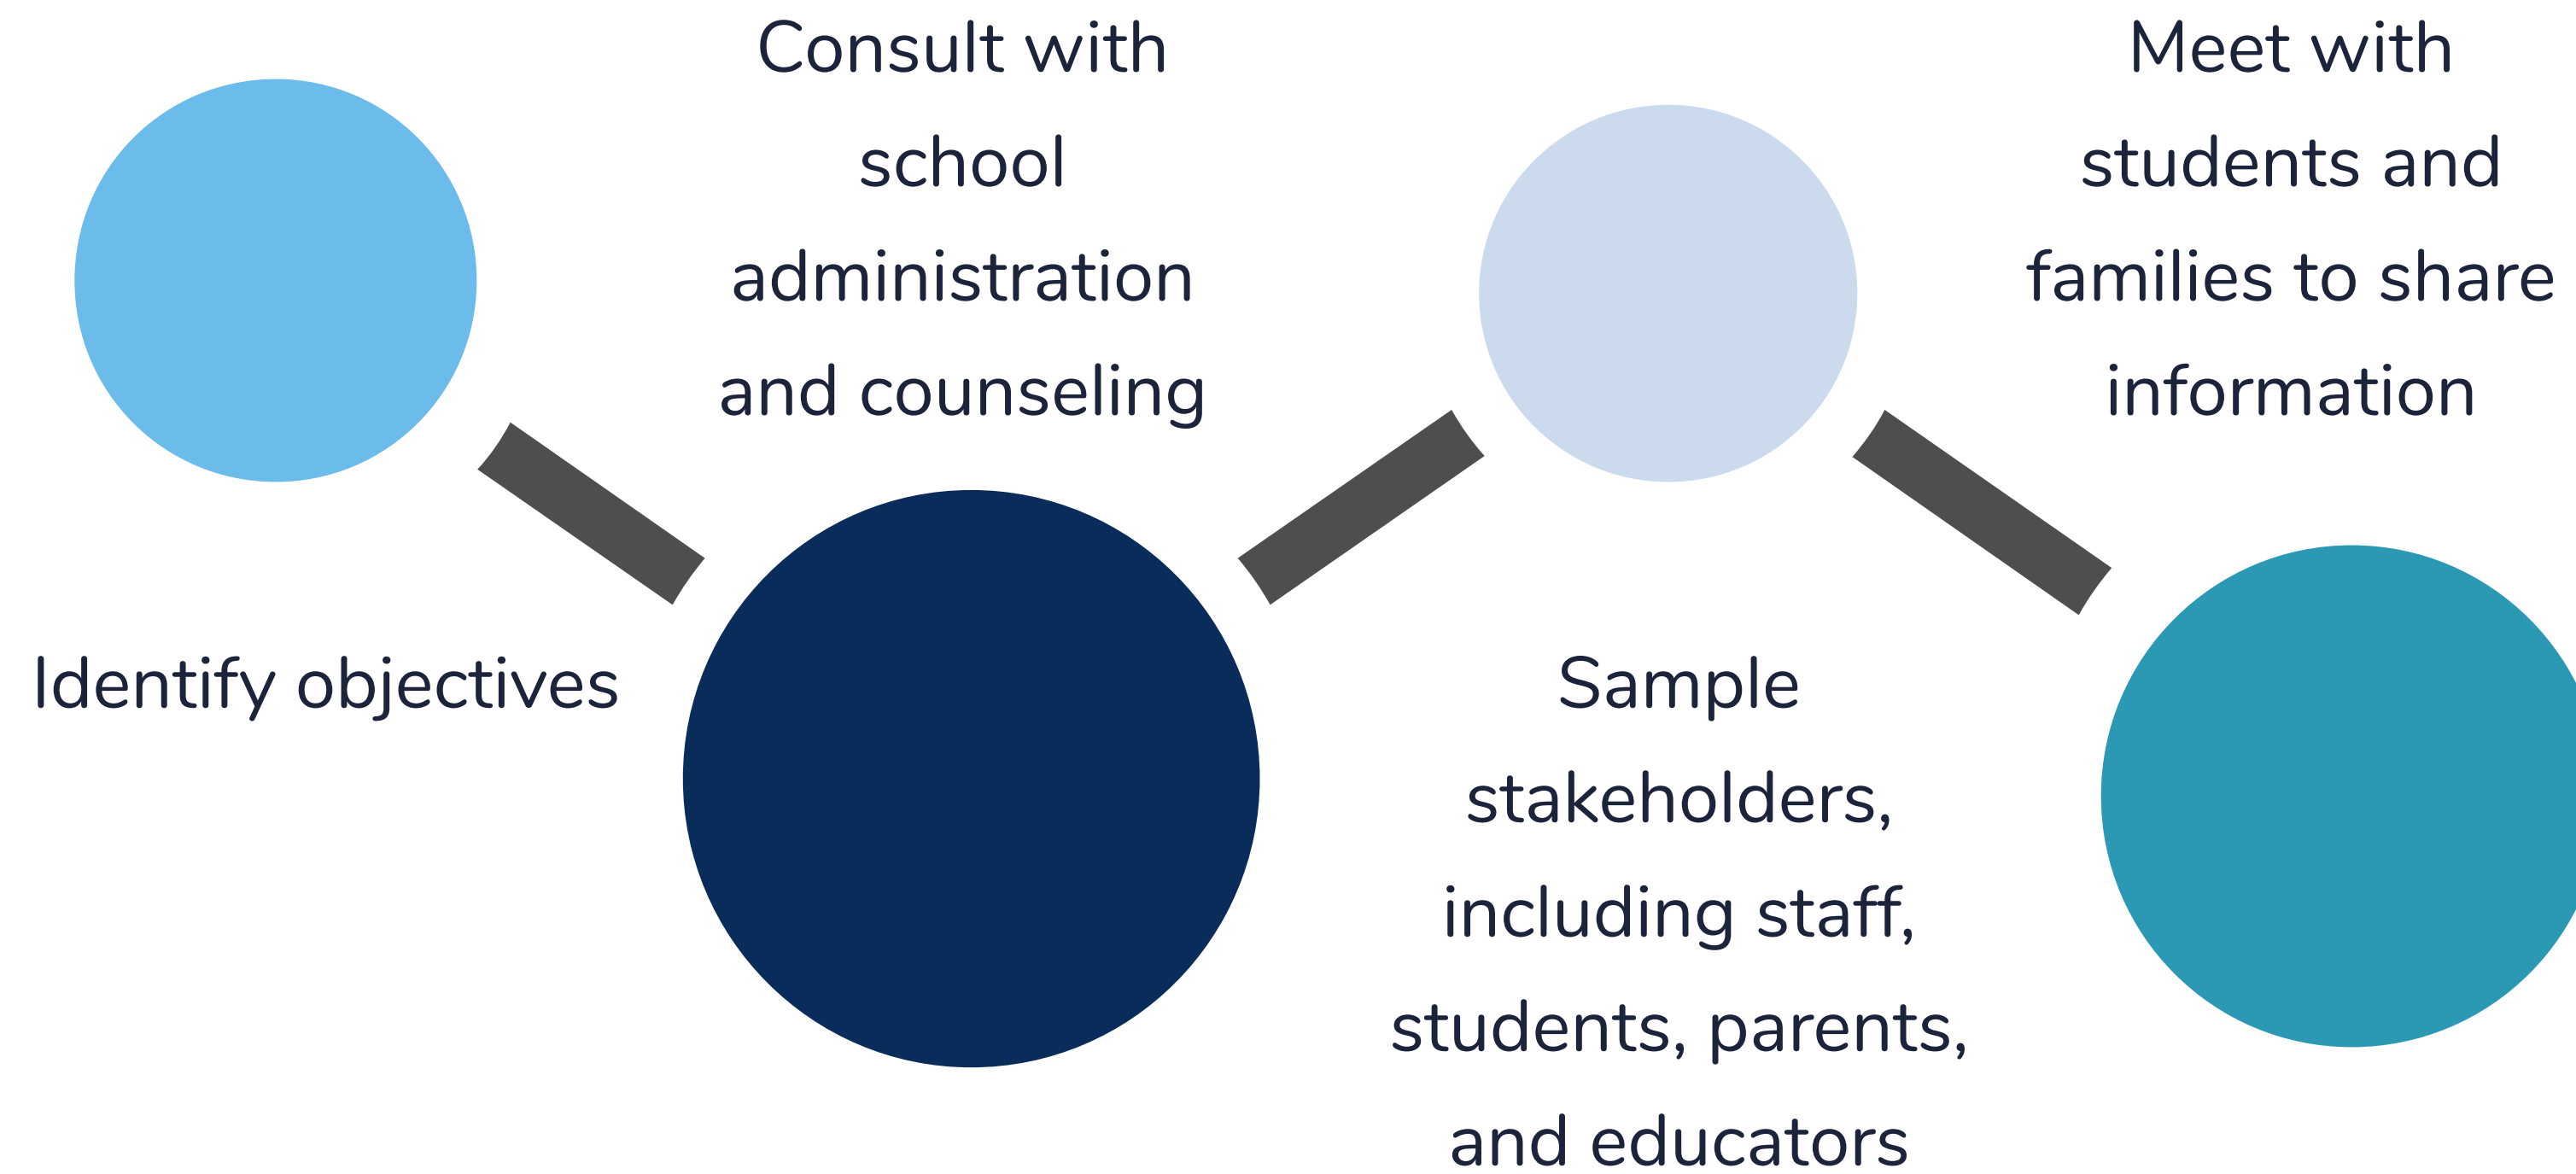 Identify objectives
Consult with
school
administration
and counseling
Sample
stakeholders,
including staff,
students, parents,
and educators
Meet with
students and
families to share
information